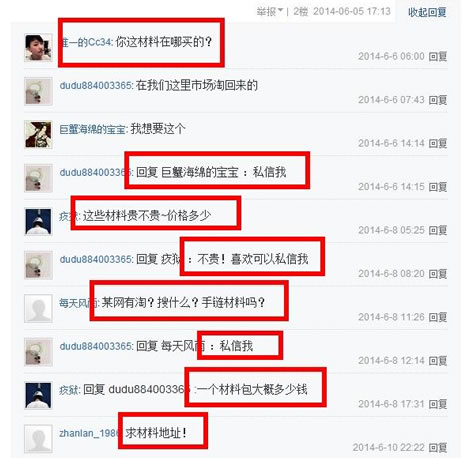 举报 | 2楼 2014-06-05 17:13 收起回复
唯一的Cc34: 你这材料在哪买的？
2014-6-6 06:00 回复
dudu884003365: 在我们这里市场淘回来的
2014-6-6 07:43 回复
巨蟹海绵的宝宝: 我想要这个
2014-6-6 14:14 回复
dudu884003365: 回复 巨蟹海绵的宝宝 ：私信我
2014-6-6 14:15 回复
疚狱: 这些材料贵不贵~价格多少
2014-6-8 05:25 回复
dudu884003365: 回复 疚狱 ：不贵！喜欢可以私信我
2014-6-8 08:20 回复
每天风雨: 某网有淘？搜什么？手链材料吗？
2014-6-8 11:26 回复
dudu884003365: 回复 每天风雨 ：私信我
2014-6-8 12:14 回复
疚狱: 回复 dudu884003365 :一个材料包大概多少钱
2014-6-8 17:31 回复
zhanlan_1986: 求材料地址！
2014-6-10 22:22 回复